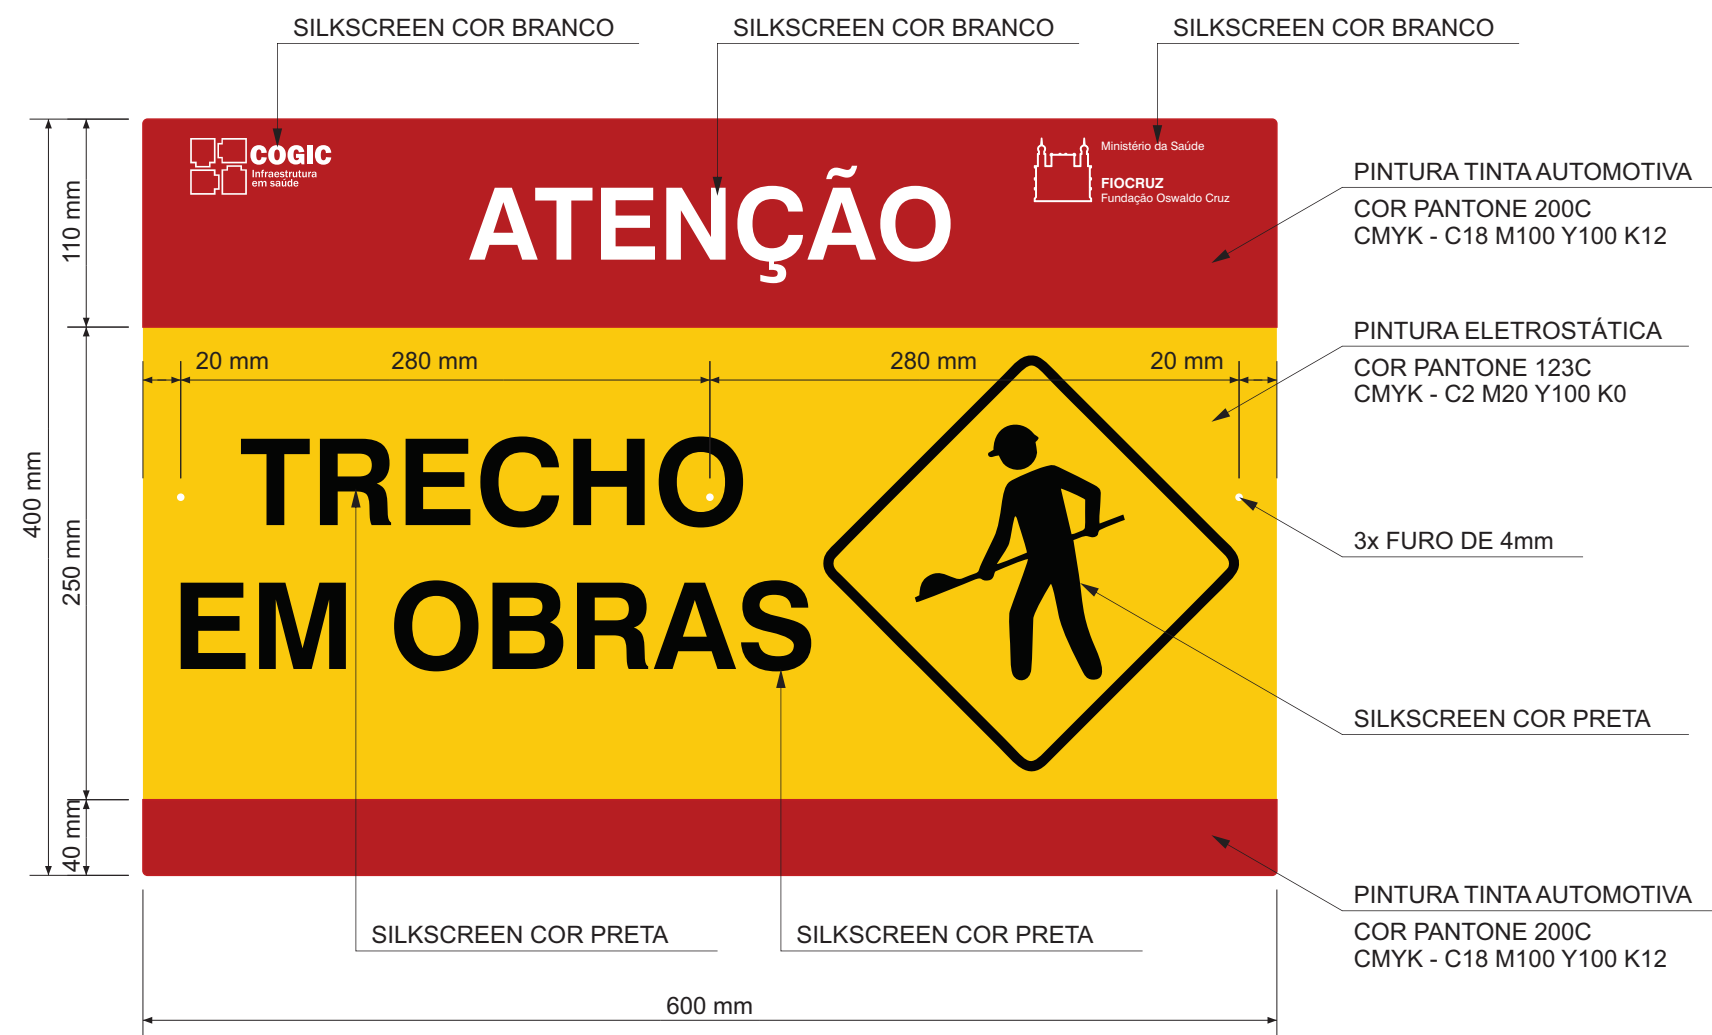 SILKSCREEN COR BRANCO
SILKSCREEN COR BRANCO
SILKSCREEN COR BRANCO
COGIC
Infraestrutura
em saúde
ATENÇÃO
Ministério da Saúde
FIOCRUZ
Fundação Oswaldo Cruz
PINTURA TINTA AUTOMOTIVA
COR PANTONE 200C
CMYK - C18 M100 Y100 K12
110 mm
PINTURA ELETROSTÁTICA
COR PANTONE 123C
CMYK - C2 M20 Y100 K0
20 mm
280 mm
280 mm
20 mm
400 mm
250 mm
TRECHO
EM OBRAS
3x FURO DE 4mm
SILKSCREEN COR PRETA
40 mm
PINTURA TINTA AUTOMOTIVA
COR PANTONE 200C
CMYK - C18 M100 Y100 K12
SILKSCREEN COR PRETA
SILKSCREEN COR PRETA
600 mm